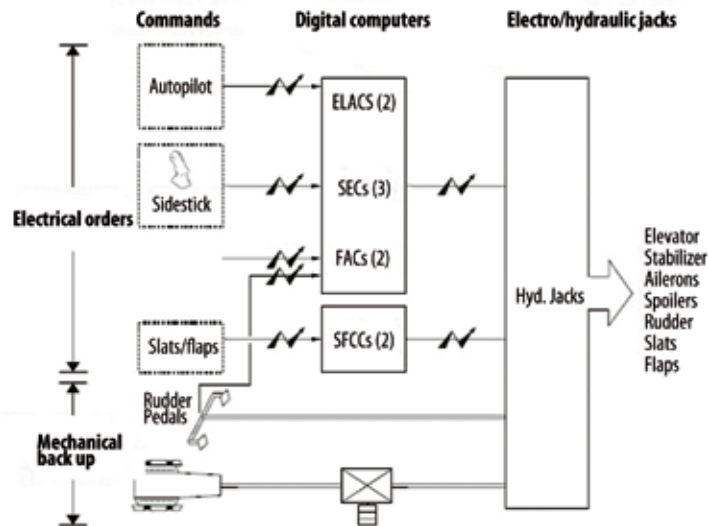 Commands
Digital computers
Electro/hydraulic jacks
Autopilot
ELACS (2)
Sidestick
SECs (3)
Electrical orders
FACs (2)
Hyd. Jacks
Elevator
Stabilizer
Ailerons
Spoilers
Rudder
Slats
Flaps
Slats/flaps
SFCCs (2)
Rudder
Pedals
Mechanical
back up